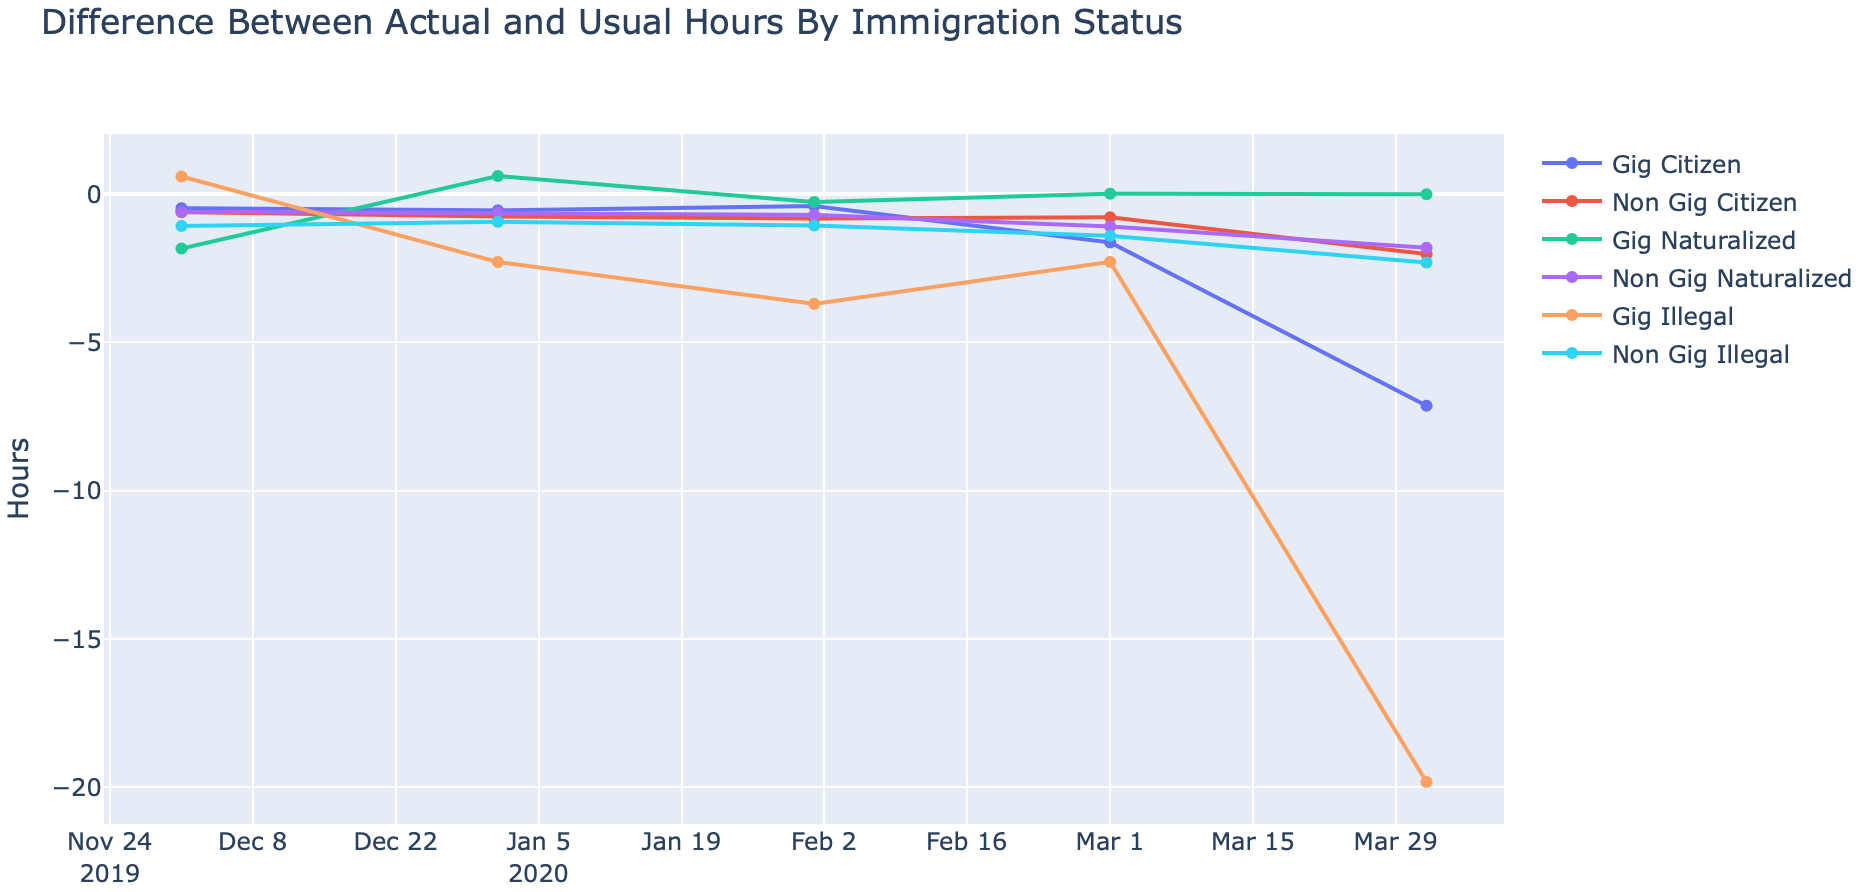 Difference Between Actual and Usual Hours By Immigration Status
Gig Citizen
Non Gig Citizen
Gig Naturalized
Non Gig Naturalized
Gig Illegal
Non Gig Illegal
Hours
0
−5
−10
−15
−20
Nov 24 Dec 8 Dec 22 Jan 5 Jan 19 Feb 2 Feb 16 Mar 1 Mar 15 Mar 29
2019 2020